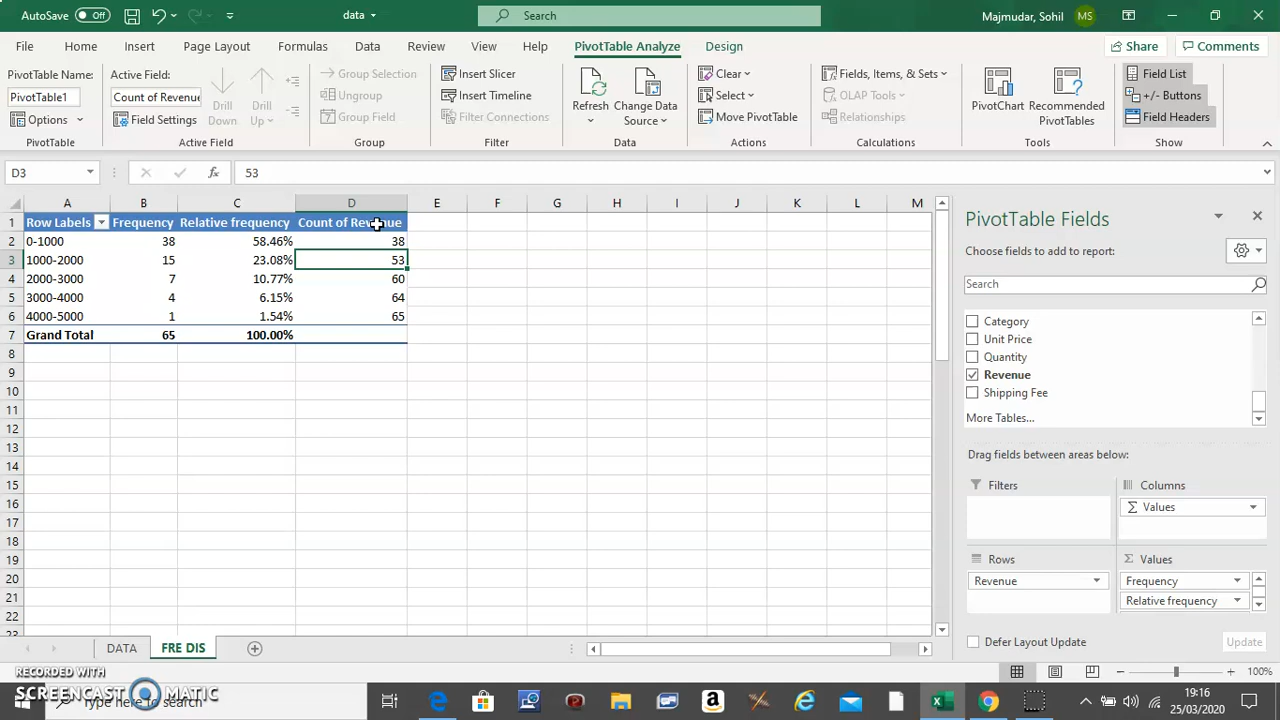 AutoSave Off data Search Majmudar, Sohil MS
File Home Insert Page Layout Formulas Data Review View Help PivotTable Analyze Design Share Comments
PivotTable Name: Active Field: Group Selection Insert Slicer Clear Fields, Items, & Sets Field List
PivotTable1 Count of Revenue Drill Down Drill Up Ungroup Insert Timeline Refresh Change Data Source Select OLAP Tools PivotChart Recommended PivotTables +/- Buttons
Options Field Settings Group Field Filter Connections Move PivotTable Relationships Field Headers
PivotTable Active Field Group Filter Data Actions Calculations Tools Show
D3 fx 53
A B C D E F G H I J K L M
1 Row Labels Frequency Relative frequency Count of Revenue
2 0-1000 38 58.46% 38
3 1000-2000 15 23.08% 53
4 2000-3000 7 10.77% 60
5 3000-4000 4 6.15% 64
6 4000-5000 1 1.54% 65
7 Grand Total 65 100.00%
8
9
10
11
12
13
14
15
16
17
18
19
20
21
22
23
PivotTable Fields
Choose fields to add to report:
Search
Category
Unit Price
Quantity
Revenue
Shipping Fee
More Tables...
Drag fields between areas below:
Filters Columns
Σ Values
Rows Σ Values
Revenue Frequency
Relative frequency
Defer Layout Update Update
DATA FRE DIS
100%
RECORDED WITH
SCREENCAST MATIC
Type here to search
19:16
25/03/2020